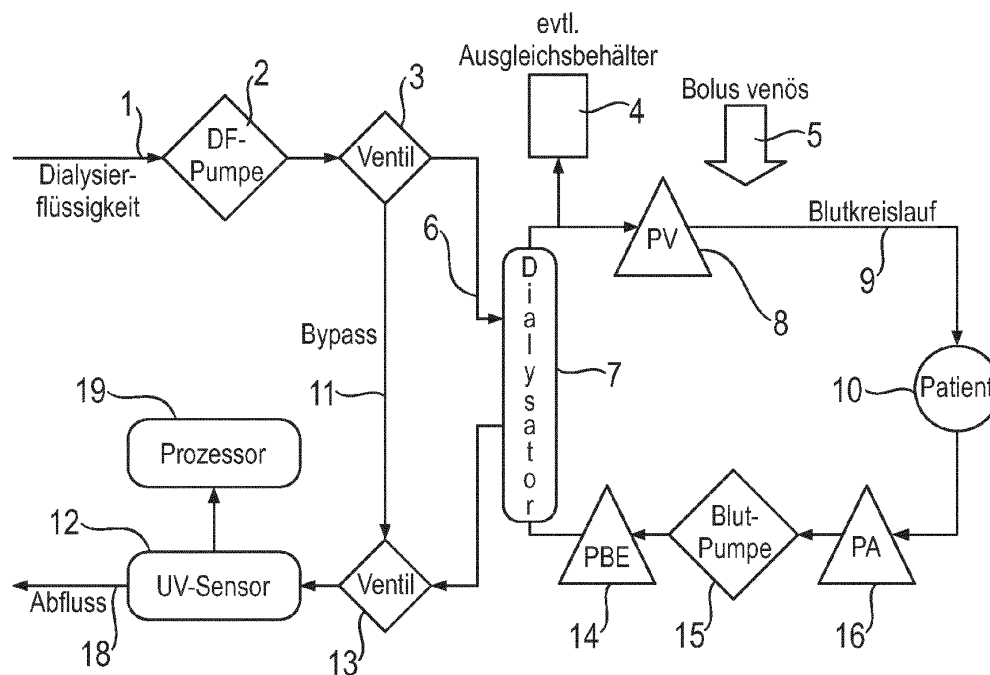 evtl.
Ausgleichsbehälter
1
2
3
4
Bolus venös
5
DF-
Pumpe
Ventil
Dialysier-
flüssigkeit
6
PV
Blutkreislauf
8
9
Dialysator
7
Bypass
11
10
Patient
19
Prozessor
12
UV-Sensor
Ventil
PBE
Blut-
Pumpe
PA
Abfluss
18
13
14
15
16